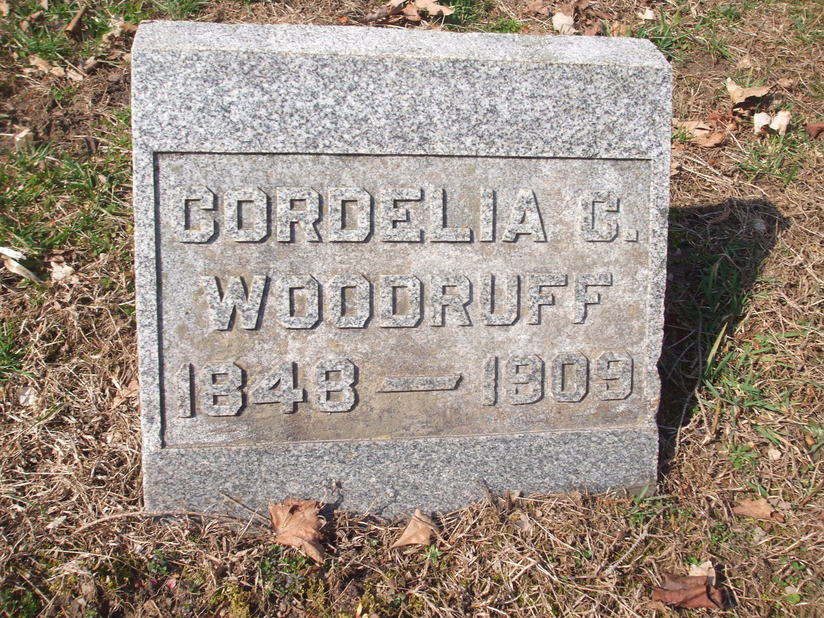 CORDELIA C.
WOODRUFF
1848 — 1909